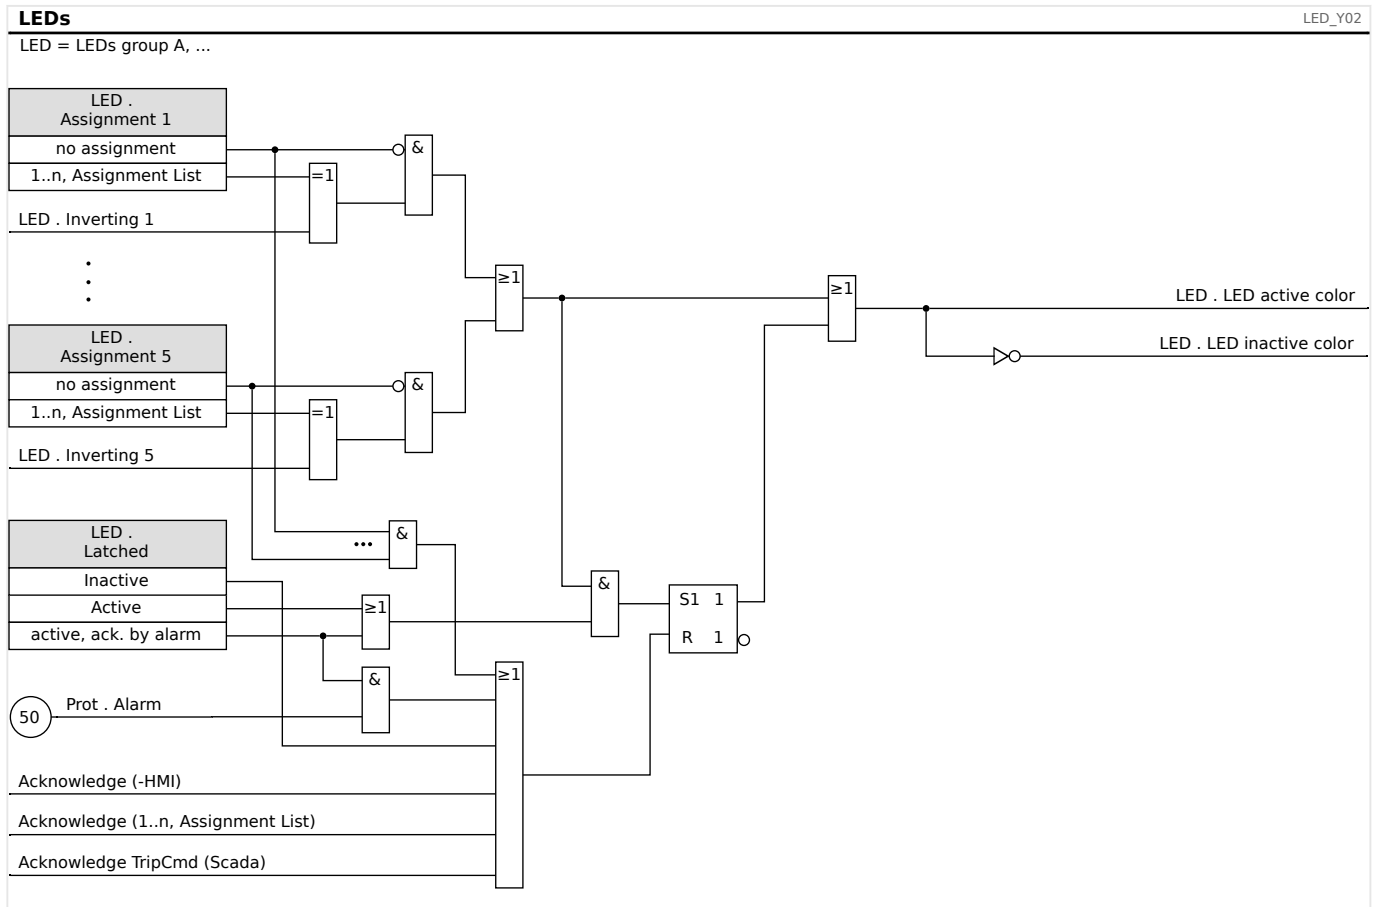 LEDs
LED_Y02
LED = LEDs group A, ...
LED .
Assignment 1
no assignment
1..n, Assignment List
LED . Inverting 1
&
=1
≥1
≥1
LED . LED active color
LED . LED inactive color
LED .
Assignment 5
no assignment
1..n, Assignment List
LED . Inverting 5
&
=1
LED .
Latched
Inactive
Active
active, ack. by alarm
&
...
≥1
&
&
S1 1
R 1
≥1
50
Prot . Alarm
Acknowledge (-HMI)
Acknowledge (1..n, Assignment List)
Acknowledge TripCmd (Scada)